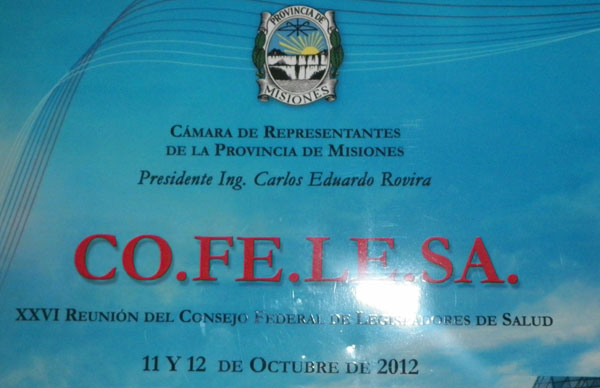 PROVINCIA DE
MISIONES
CÁMARA DE REPRESENTANTES
DE LA PROVINCIA DE MISIONES
Presidente Ing. Carlos Eduardo Rovira
CO.FE.LE.SA.
XXVI REUNIÓN DEL CONSEJO FEDERAL DE LEGISLADORES DE SALUD
11 Y 12 DE OCTUBRE DE 2012